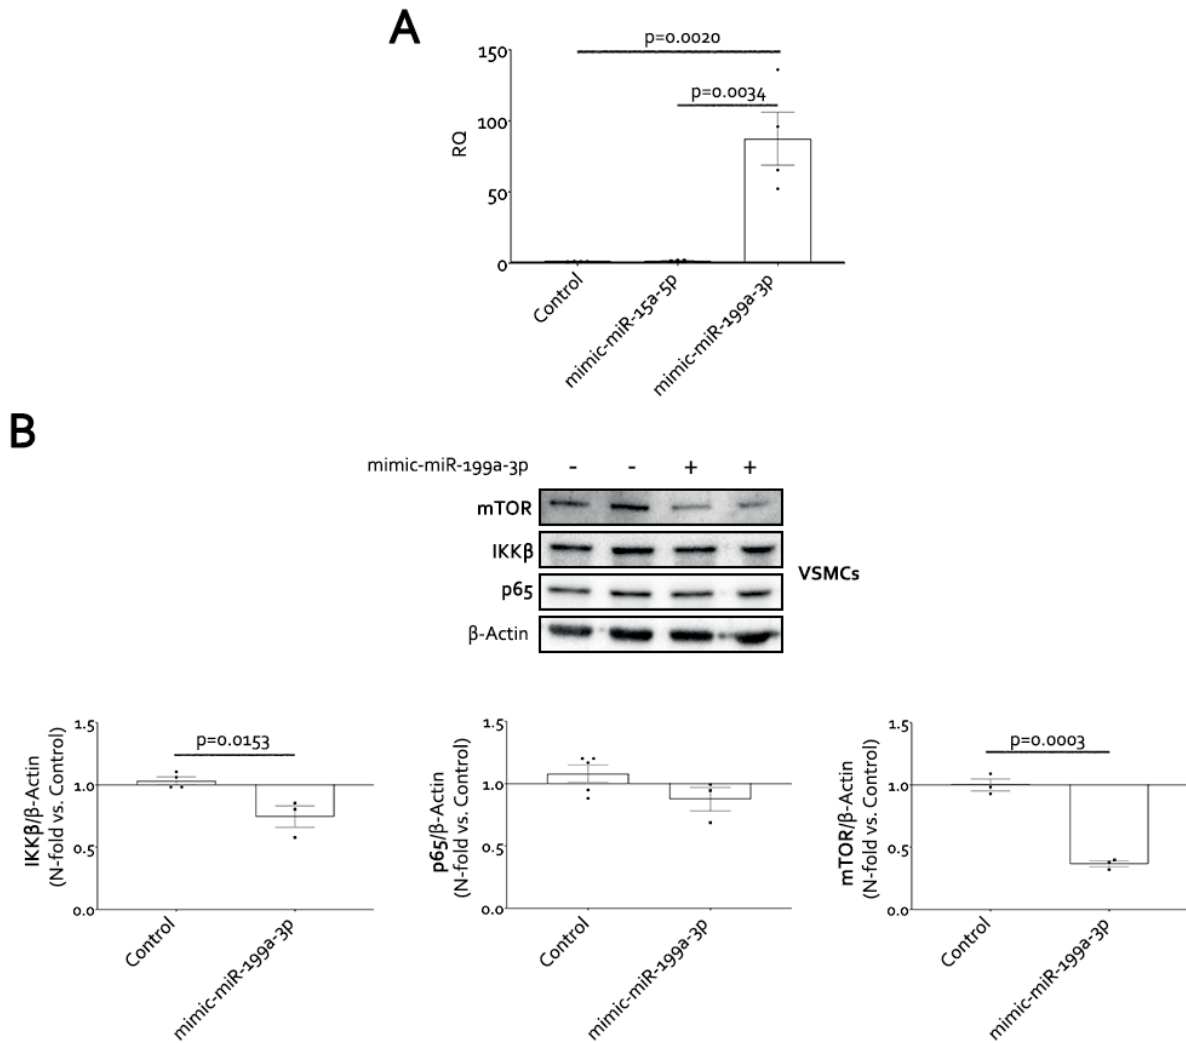 A
150
p=0.0020
p=0.0034
100
RQ
50
0
Control
mimic-miR-15a-5p
mimic-miR-199a-3p
B
mimic-miR-199a-3p - - + +
mTOR
IKKβ
VSMCs
p65
β-Actin
IKKβ/β-Actin
(N-fold vs. Control)
1.5
p=0.0153
1.0
0.5
0.0
Control
mimic-miR-199a-3p
p65/β-Actin
(N-fold vs. Control)
1.5
1.0
0.5
0.0
Control
mimic-miR-199a-3p
mTOR/β-Actin
(N-fold vs. Control)
1.5
p=0.0003
1.0
0.5
0.0
Control
mimic-miR-199a-3p